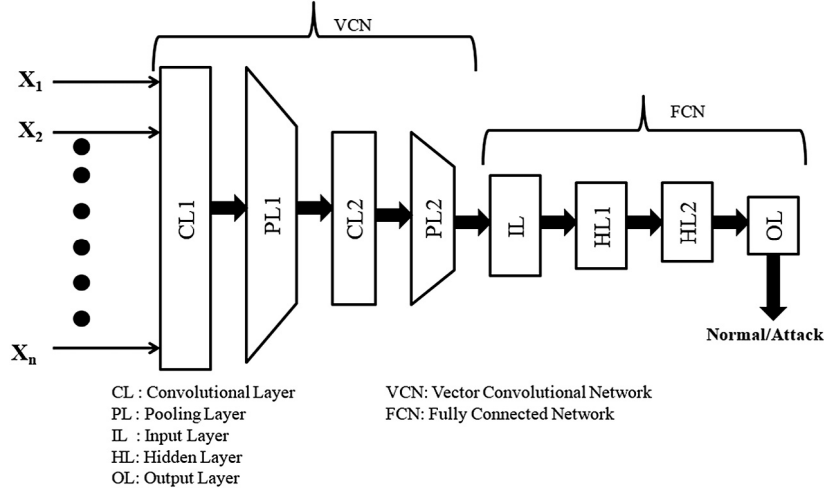 VCN
FCN
X1
X2
Xn
CL1
PL1
CL2
PL2
IL
HL1
HL2
OL
Normal/Attack
CL : Convolutional Layer
PL : Pooling Layer
IL : Input Layer
HL: Hidden Layer
OL: Output Layer
VCN: Vector Convolutional Network
FCN: Fully Connected Network